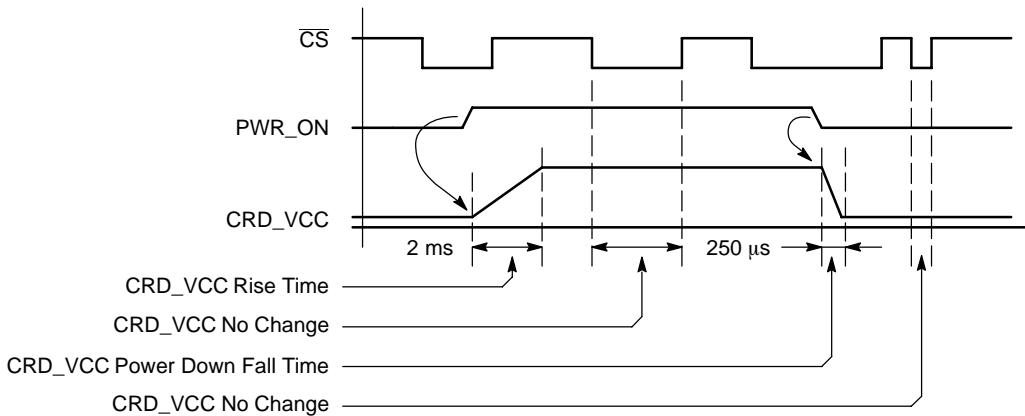 CS
PWR_ON
CRD_VCC
2 ms
250 μs
CRD_VCC Rise Time
CRD_VCC No Change
CRD_VCC Power Down Fall Time
CRD_VCC No Change